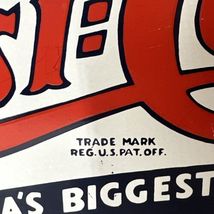 TRADE MARK
REG. U.S. PAT. OFF.
A'S BIGGEST